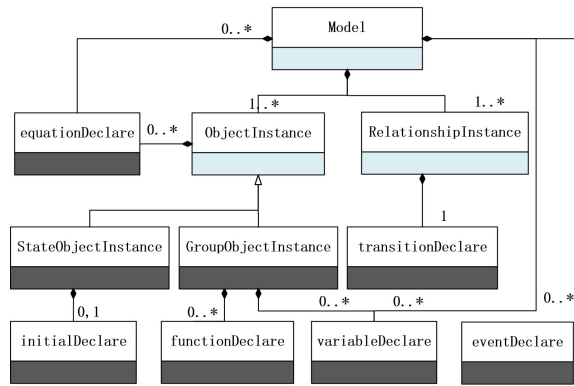 0..*
Model
1..*
1..*
equationDeclare
0..*
ObjectInstance
RelationshipInstance
1
StateObjectInstance
GroupObjectInstance
transitionDeclare
0,1
0..*
0..*
0..*
0..*
initialDeclare
functionDeclare
variableDeclare
eventDeclare